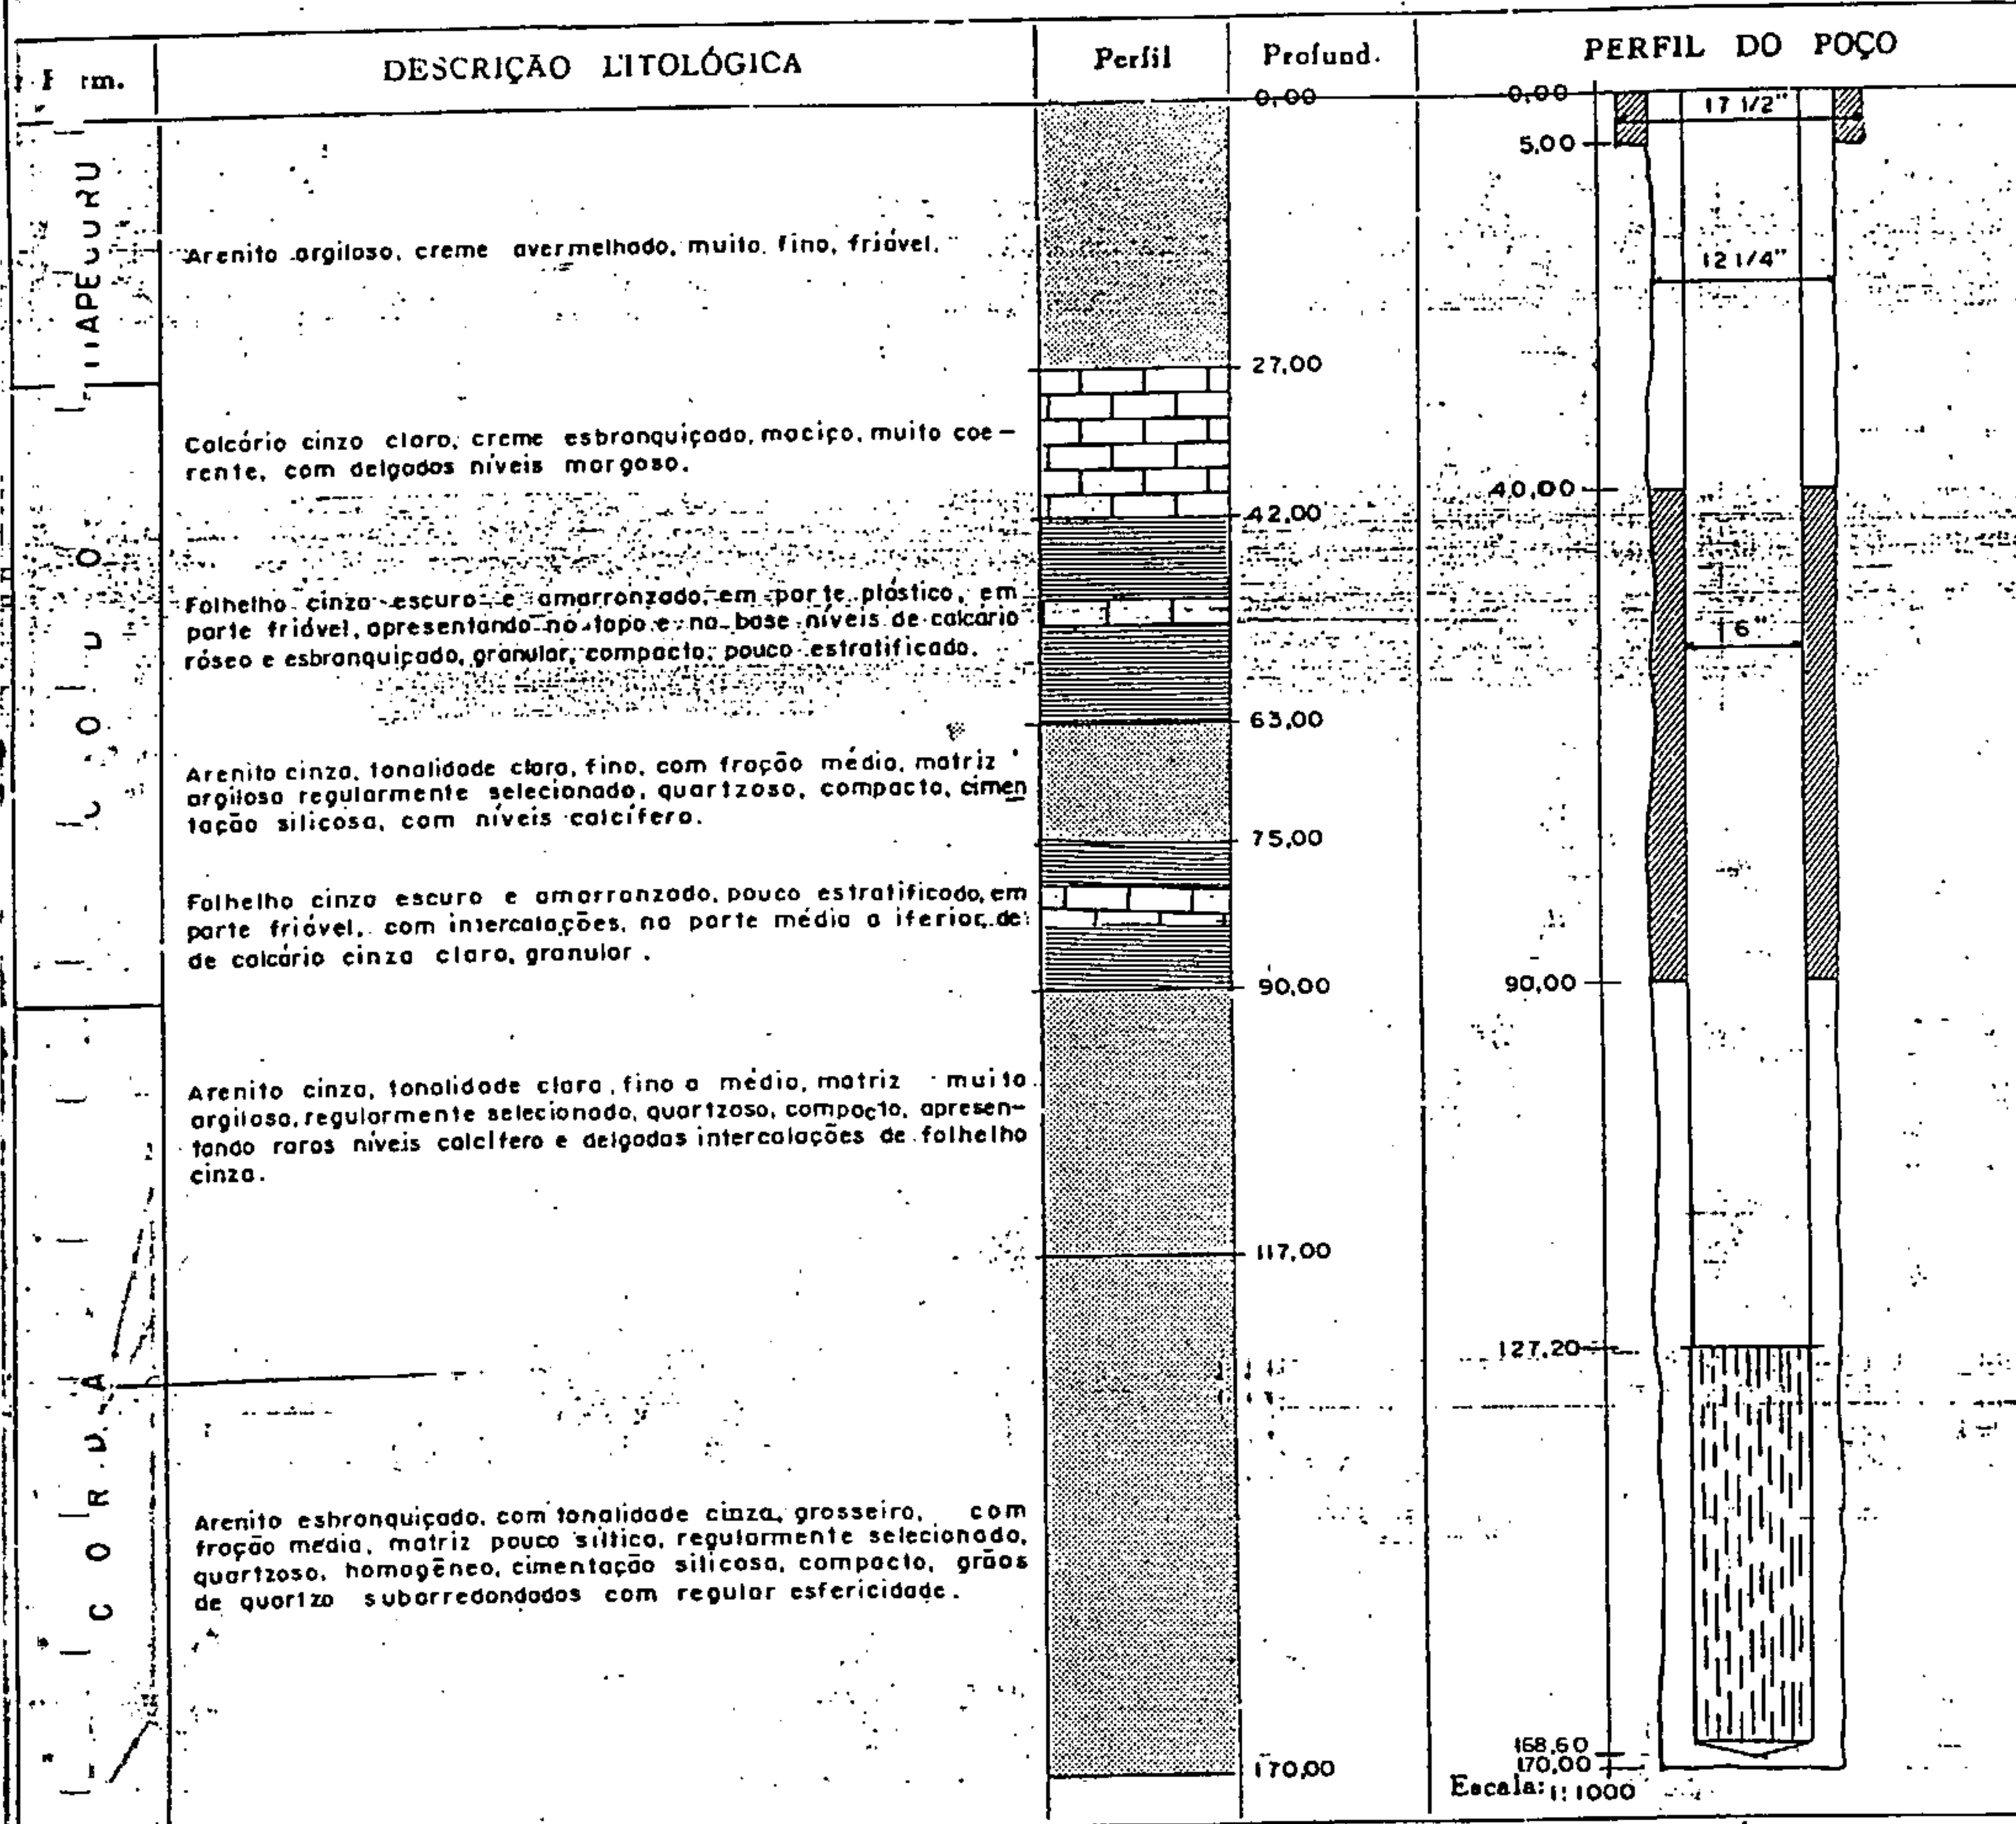 DESCRIÇÃO LITOLÓGICA
Perfil
Profund.
PERFIL DO POÇO
0,00
0,00
17 1/2"
5,00
Arenito argiloso, creme avermelhado, muito fino, friável.
12 1/4"
27,00
Calcário cinza claro, creme esbranquiçado, maciço, muito coe-
rente, com delgados níveis margoso.
40,00
42,00
CODÓ
Folhelho cinza escuro e amarronzado, em parte plástico, em
parte friável, apresentando no topo e na base níveis de calcário
róseo e esbranquiçado, granular, compacto, pouco estratificado.
6"
63,00
Arenito cinza, tonalidade clara, fino, com fração média, matriz
argilosa regularmente selecionado, quartzoso, compacto, cimen
tação silicosa, com níveis calcífero.
75,00
Folhelho cinza escuro e amarronzado, pouco estratificado, em
parte friável, com intercalações, na parte média a iferior, de
de calcário cinza claro, granular.
90,00
90,00
Arenito cinza, tonalidade clara, fino a médio, matriz muito
argilosa, regularmente selecionado, quartzoso, compacto, apresen-
tando raros níveis calcífero e delgadas intercalações de folhelho
cinza.
117,00
127,20
CORDA
Arenito esbranquiçado, com tonalidade cinza, grosseiro, com
fração média, matriz pouco síltica, regularmente selecionado,
quartzoso, homogêneo, cimentação silicosa, compacto, grãos
de quartzo subarredondados com regular esfericidade.
168,60
170,00
170,00
Escala: 1:1000